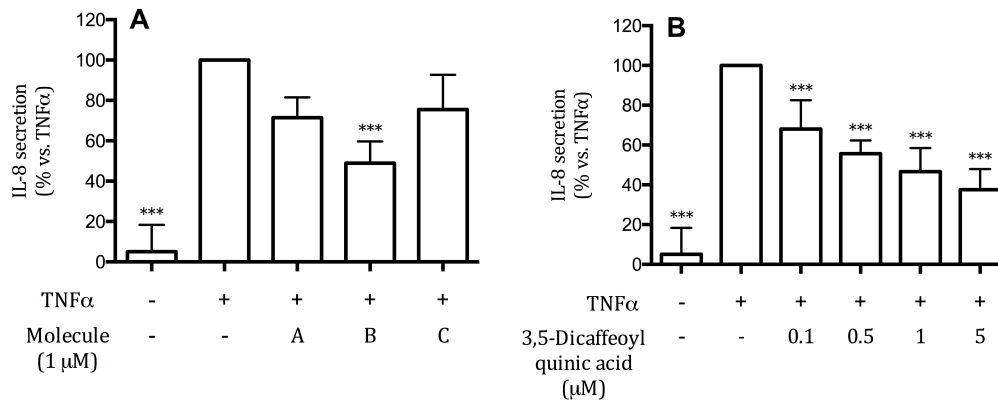 A
IL-8 secretion
(% vs. TNFα)
120
100
80
60
40
20
0
***
***
TNFα - + + + +
Molecule - - A B C
(1 µM)
B
IL-8 secretion
(% vs. TNFα)
120
100
80
60
40
20
0
***
***
***
***
***
TNFα - + + + + +
3,5-Dicaffeoyl - - 0.1 0.5 1 5
quinic acid
(µM)